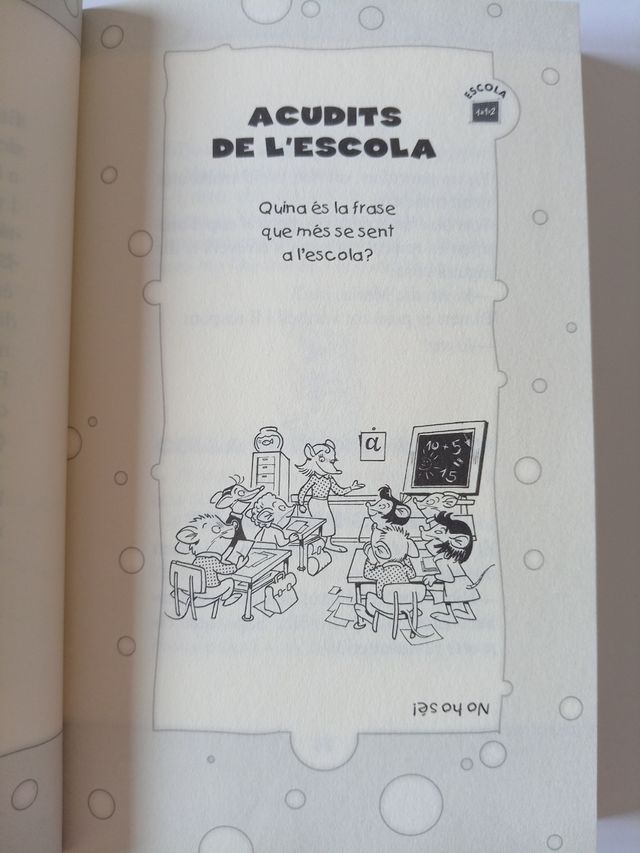 ESCOLA
1+1=2
ACUDITS
DE L'ESCOLA
Quina és la frase
que més se sent
a l'escola?
a
10 + 5
= 15
No ho sé!